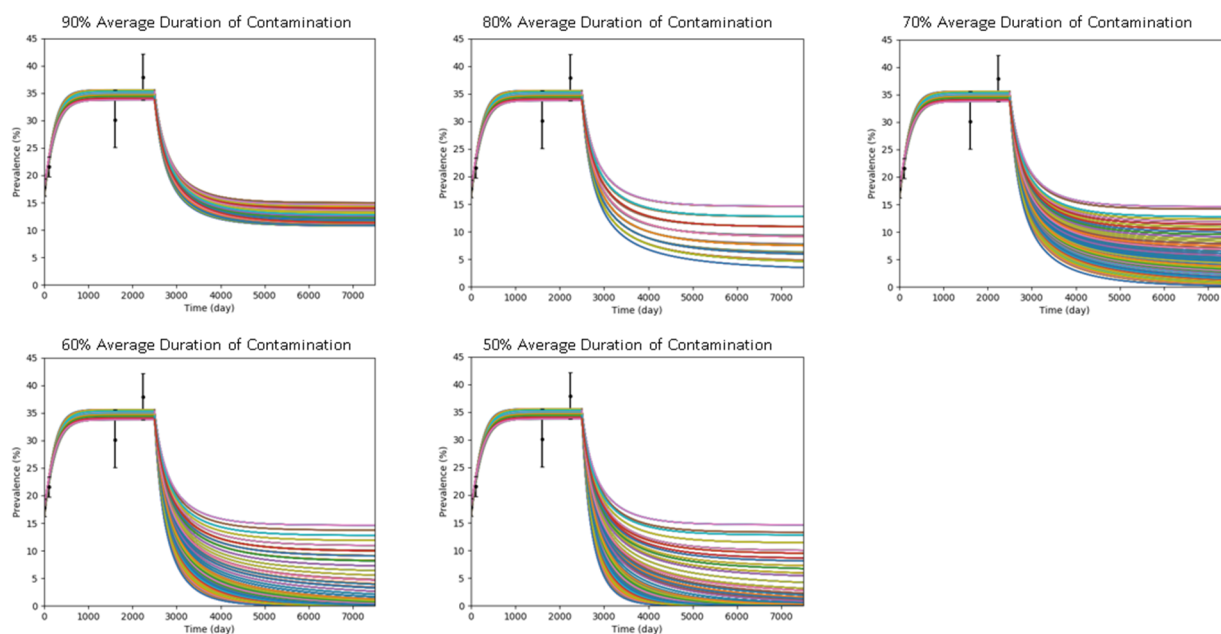 90% Average Duration of Contamination
80% Average Duration of Contamination
70% Average Duration of Contamination
45
40
35
30
25
20
15
10
5
0
Prevalence (%)
0 1000 2000 3000 4000 5000 6000 7000
Time (day)
45
40
35
30
25
20
15
10
5
0
Prevalence (%)
0 1000 2000 3000 4000 5000 6000 7000
Time (day)
45
40
35
30
25
20
15
10
5
0
Prevalence (%)
0 1000 2000 3000 4000 5000 6000 7000
Time (day)
60% Average Duration of Contamination
50% Average Duration of Contamination
45
40
35
30
25
20
15
10
5
0
Prevalence (%)
0 1000 2000 3000 4000 5000 6000 7000
Time (day)
45
40
35
30
25
20
15
10
5
0
Prevalence (%)
0 1000 2000 3000 4000 5000 6000 7000
Time (day)